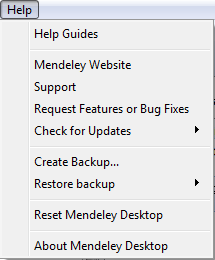 Help
Help Guides
Mendeley Website
Support
Request Features or Bug Fixes
Check for Updates
Create Backup...
Restore backup
Reset Mendeley Desktop
About Mendeley Desktop